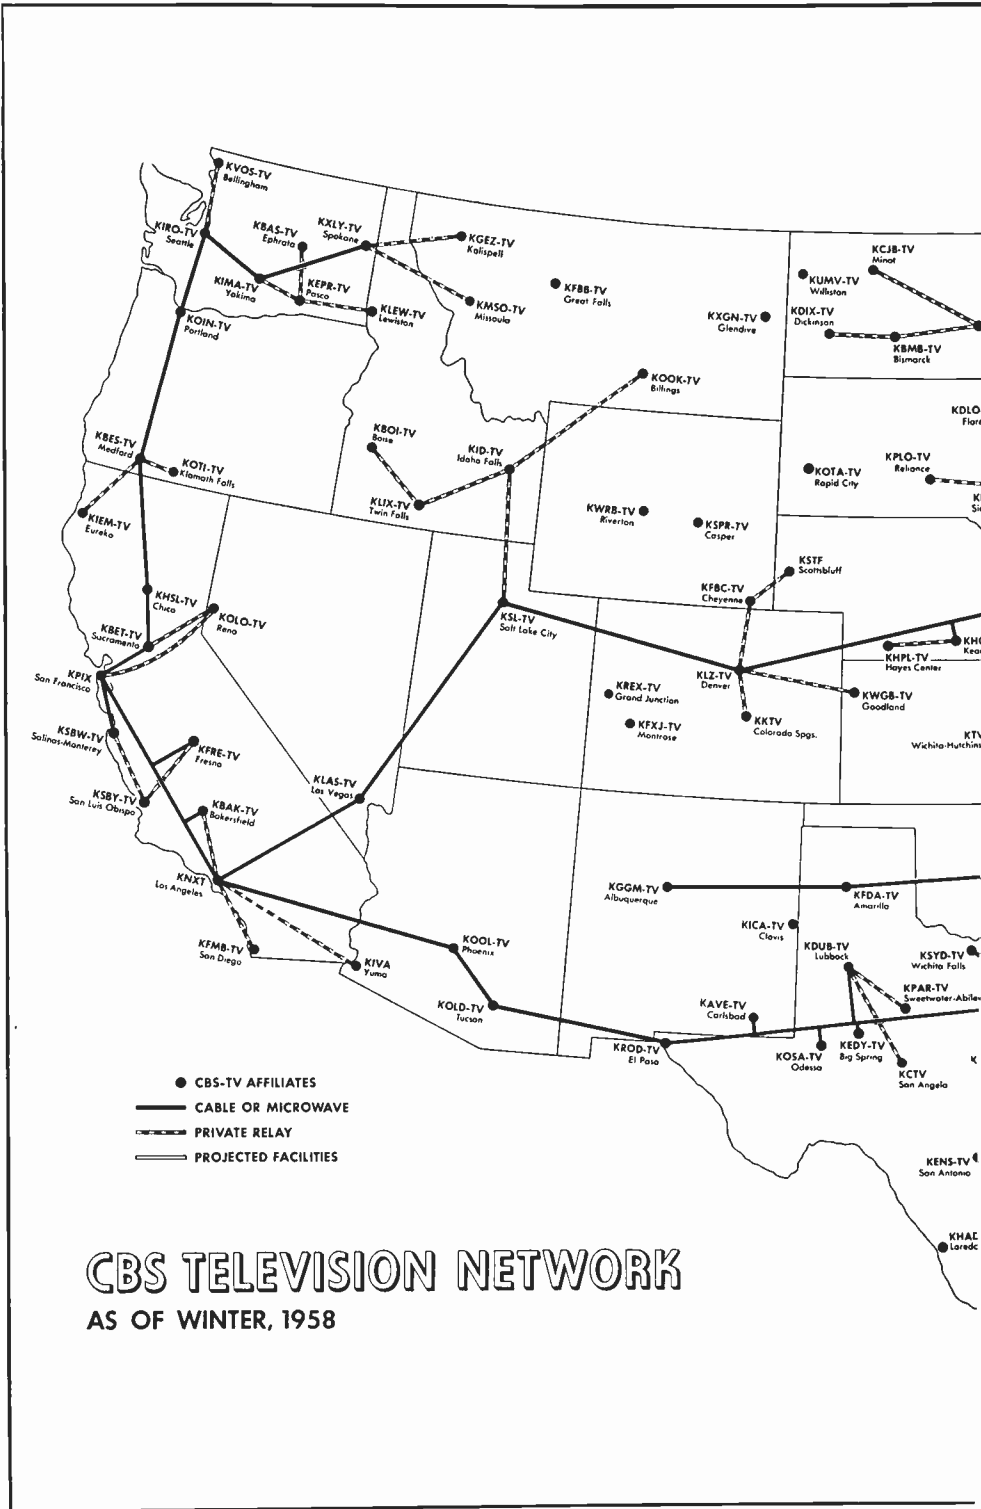 KVOS-TV
Bellingham
KIRO-TV
Seattle
KBAS-TV
Ephrata
KXLY-TV
Spokane
KGEZ-TV
Kalispell
KIMA-TV
Yakima
KEPR-TV
Pasco
KLEW-TV
Lewiston
KMSO-TV
Missoula
KFBB-TV
Great Falls
KXGN-TV
Glendive
KCJB-TV
Minot
KUMV-TV
Williston
KDIX-TV
Dickinson
KBMB-TV
Bismarck
KOIN-TV
Portland
KOOK-TV
Billings
KDLO
Flore
KBES-TV
Medford
KOTI-TV
Klamath Falls
KBOI-TV
Boise
KID-TV
Idaho Falls
KPLO-TV
Reliance
KOTA-TV
Rapid City
KLIX-TV
Twin Falls
KWRB-TV
Riverton
KSPR-TV
Casper
KIEM-TV
Eureka
KSTF
Scottsbluff
KFBC-TV
Cheyenne
KHSL-TV
Chico
KOLO-TV
Reno
KBET-TV
Sacramento
KSL-TV
Salt Lake City
KHPL-TV
Hayes Center
KPIX
San Francisco
KLZ-TV
Denver
KREX-TV
Grand Junction
KWGB-TV
Goodland
KFXJ-TV
Montrose
KKTV
Colorado Spgs.
KTV
Wichita-Hutchins
KSBW-TV
Salinas-Monterey
KFRE-TV
Fresno
KLAS-TV
Las Vegas
KSBY-TV
San Luis Obispo
KBAK-TV
Bakersfield
KNXT
Los Angeles
KGGM-TV
Albuquerque
KFDA-TV
Amarillo
KICA-TV
Clovis
KFMB-TV
San Diego
KIVA
Yuma
KOOL-TV
Phoenix
KDUB-TV
Lubbock
KSYD-TV
Wichita Falls
KPAR-TV
Sweetwater-Abilen
KOLD-TV
Tucson
KAVE-TV
Carlsbad
KROD-TV
El Paso
KOSA-TV
Odessa
KEDY-TV
Big Spring
KCTV
San Angelo
KENS-TV
San Antonio
KHAD
Laredo
CBS-TV AFFILIATES
CABLE OR MICROWAVE
PRIVATE RELAY
PROJECTED FACILITIES
CBS TELEVISION NETWORK
AS OF WINTER, 1958